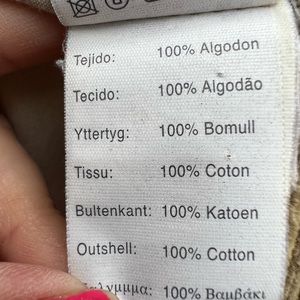 Tejido: 100% Algodon
Tecido: 100% Algodão
Yttertyg: 100% Bomull
Tissu: 100% Coton
Bultenkant: 100% Katoen
Outshell: 100% Cotton
100% Βαμβάκι